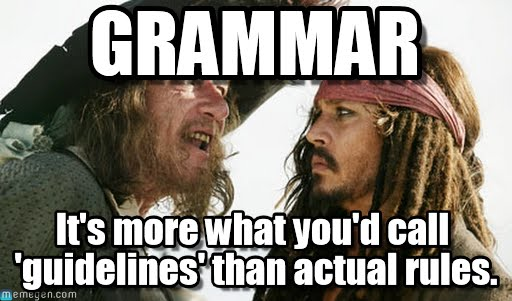 GRAMMAR
It's more what you'd call
'guidelines' than actual rules.
memegen.com